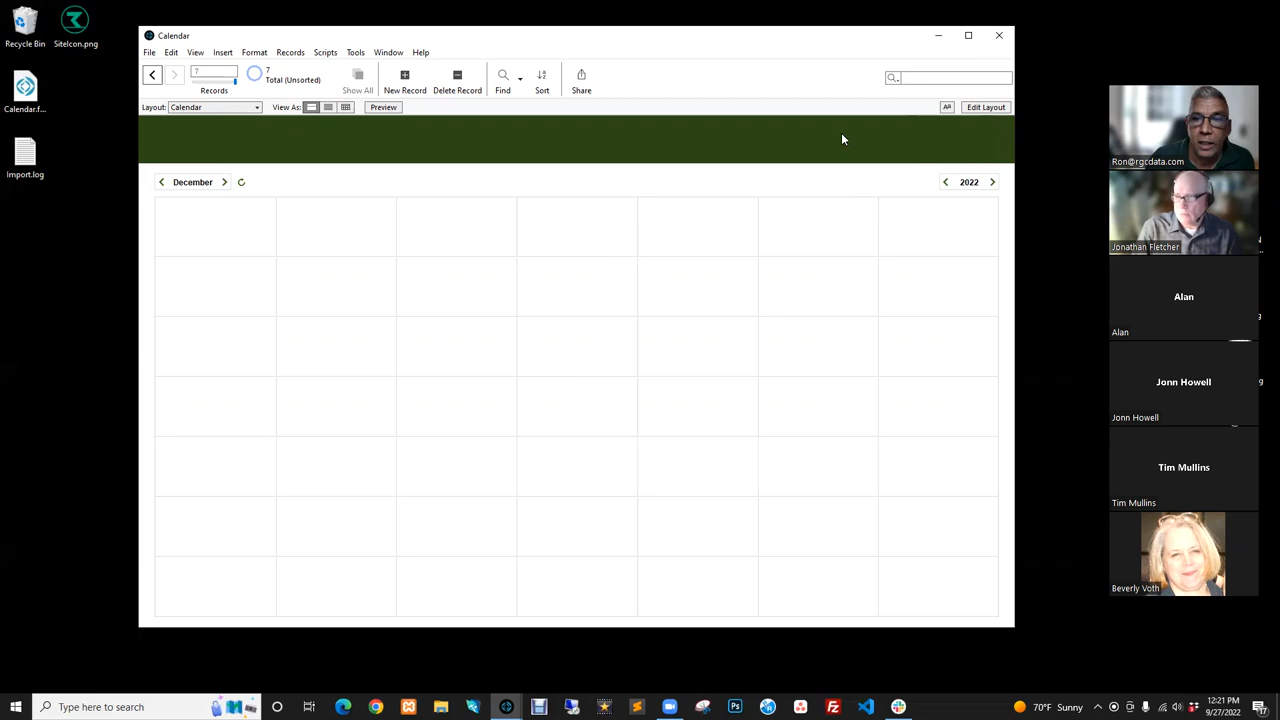 Recycle Bin
SiteIcon.png
Calendar.f...
Import.log
Calendar
File Edit View Insert Format Records Scripts Tools Window Help
7
7
Total (Unsorted)
Records
Show All
New Record
Delete Record
Find
Sort
Share
Layout: Calendar
View As:
Preview
Aa
Edit Layout
December
2022
Ron@rgcdata.com
Jonathan Fletcher
Alan
Alan
Jonn Howell
Jonn Howell
Tim Mullins
Tim Mullins
Beverly Voth
Type here to search
70°F Sunny
12:21 PM
9/27/2022
17